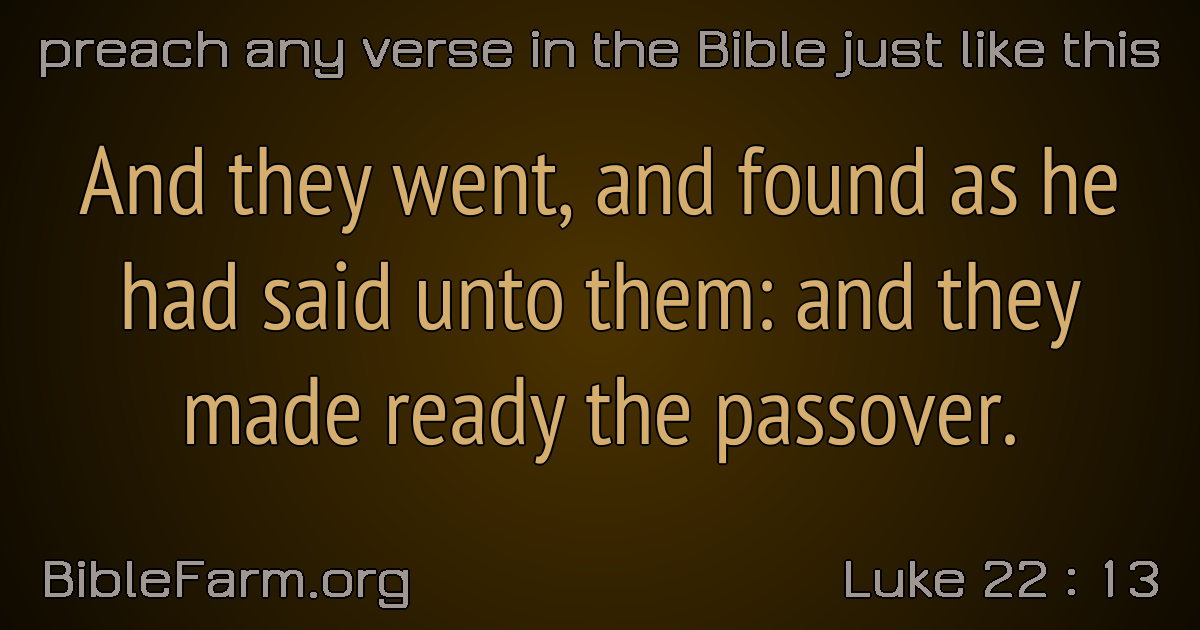 preach any verse in the Bible just like this
And they went, and found as he
had said unto them: and they
made ready the passover.
BibleFarm.org
Luke 22 : 13